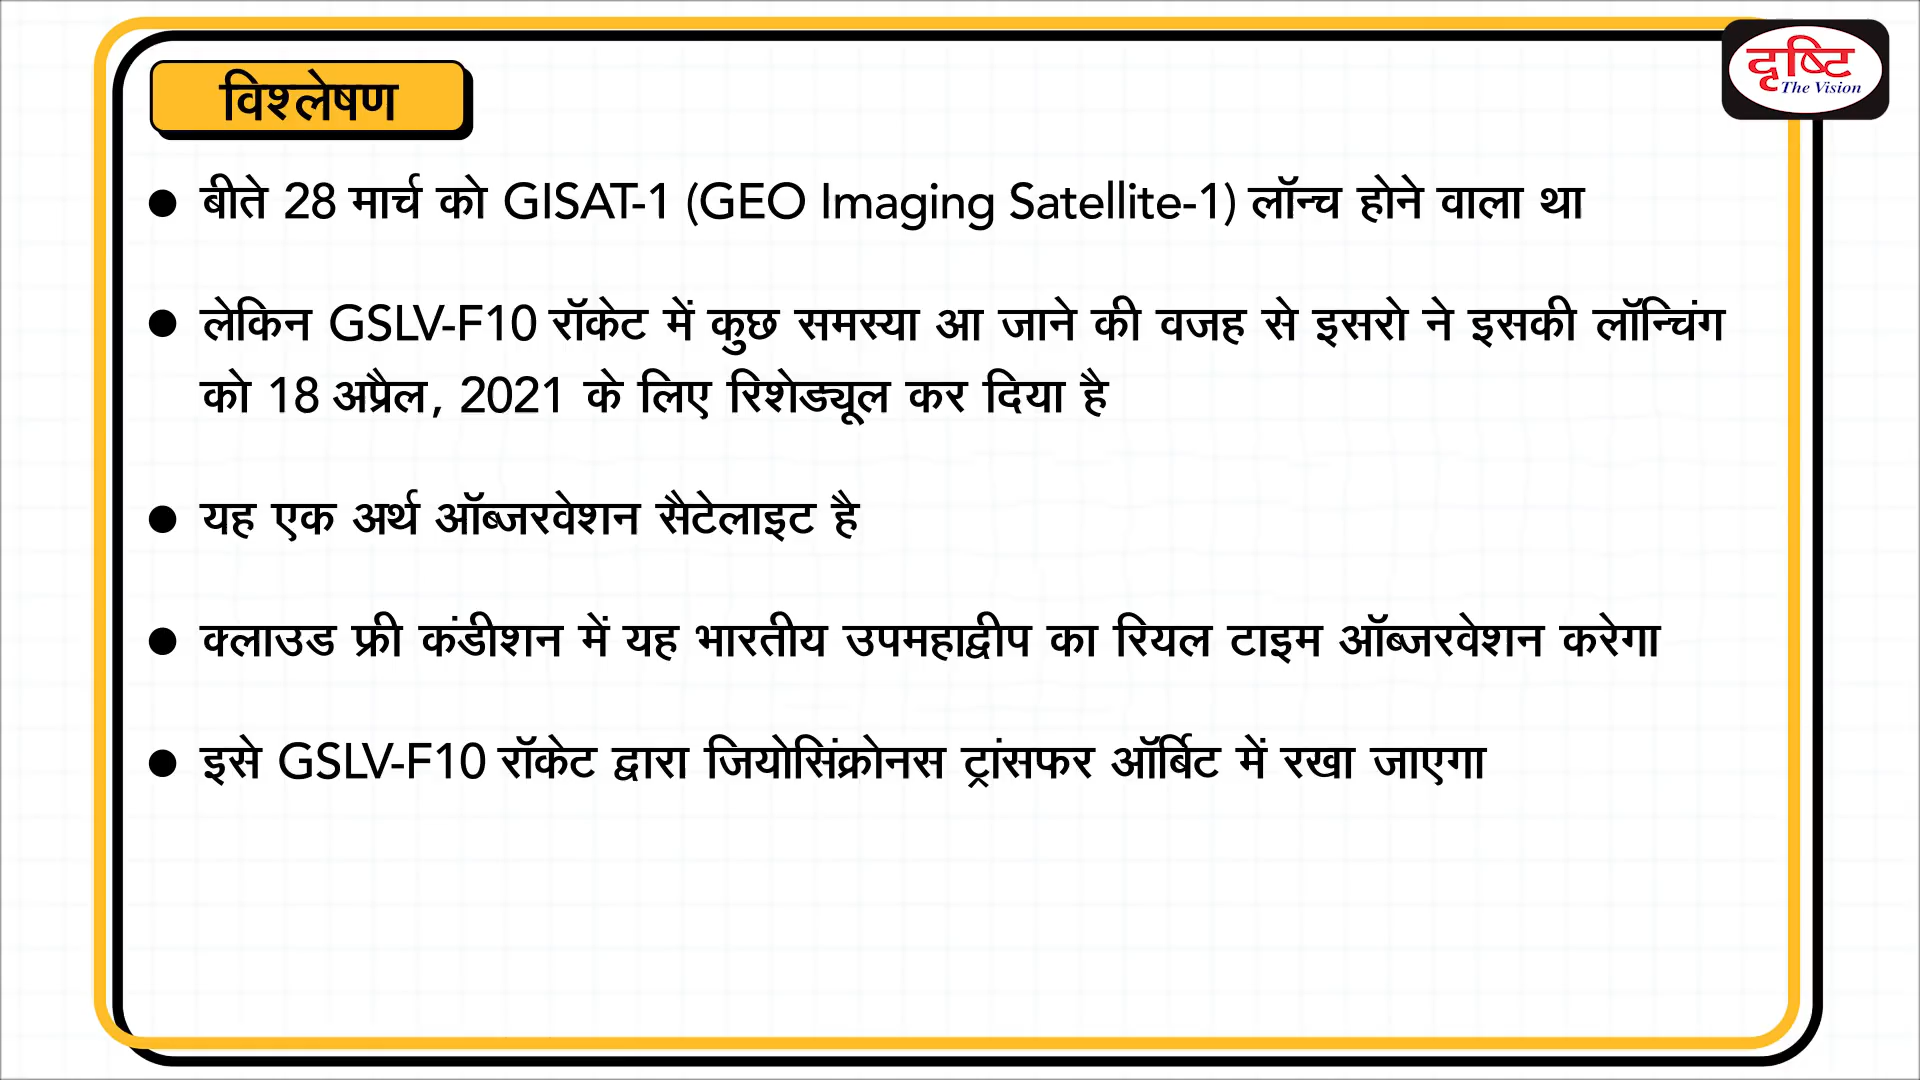 दृष्टि
The Vision
विश्लेषण
● बीते 28 मार्च को GISAT-1 (GEO Imaging Satellite-1) लॉन्च होने वाला था
● लेकिन GSLV-F10 रॉकेट में कुछ समस्या आ जाने की वजह से इसरो ने इसकी लॉन्चिंग
को 18 अप्रैल, 2021 के लिए रिशेड्यूल कर दिया है
● यह एक अर्थ ऑब्जरवेशन सैटेलाइट है
● क्लाउड फ्री कंडीशन में यह भारतीय उपमहाद्वीप का रियल टाइम ऑब्जरवेशन करेगा
● इसे GSLV-F10 रॉकेट द्वारा जियोसिंक्रोनस ट्रांसफर ऑर्बिट में रखा जाएगा